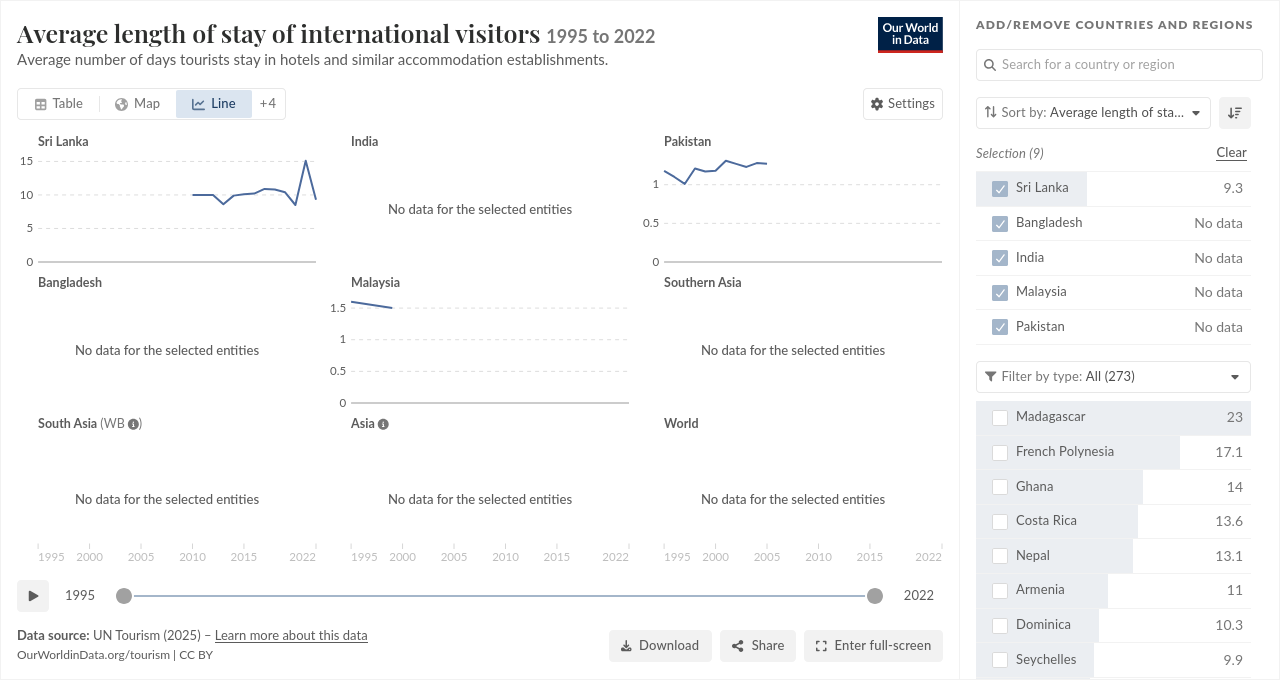 Average length of stay of international visitors 1995 to 2022
Average number of days tourists stay in hotels and similar accommodation establishments.
Our World
in Data
Table
Map
Line
+4
Settings
Sri Lanka
15
10
5
0
India
No data for the selected entities
Pakistan
1
0.5
0
Bangladesh
No data for the selected entities
Malaysia
1.5
1
0.5
0
Southern Asia
No data for the selected entities
South Asia (WB)
No data for the selected entities
Asia
No data for the selected entities
World
No data for the selected entities
1995 2000 2005 2010 2015 2022
1995 2000 2005 2010 2015 2022
1995 2000 2005 2010 2015 2022
1995
2022
Data source: UN Tourism (2025) – Learn more about this data
OurWorldinData.org/tourism | CC BY
Download
Share
Enter full-screen
ADD/REMOVE COUNTRIES AND REGIONS
Search for a country or region
Sort by: Average length of sta...
Selection (9)
Clear
Sri Lanka 9.3
Bangladesh No data
India No data
Malaysia No data
Pakistan No data
Filter by type: All (273)
Madagascar 23
French Polynesia 17.1
Ghana 14
Costa Rica 13.6
Nepal 13.1
Armenia 11
Dominica 10.3
Seychelles 9.9